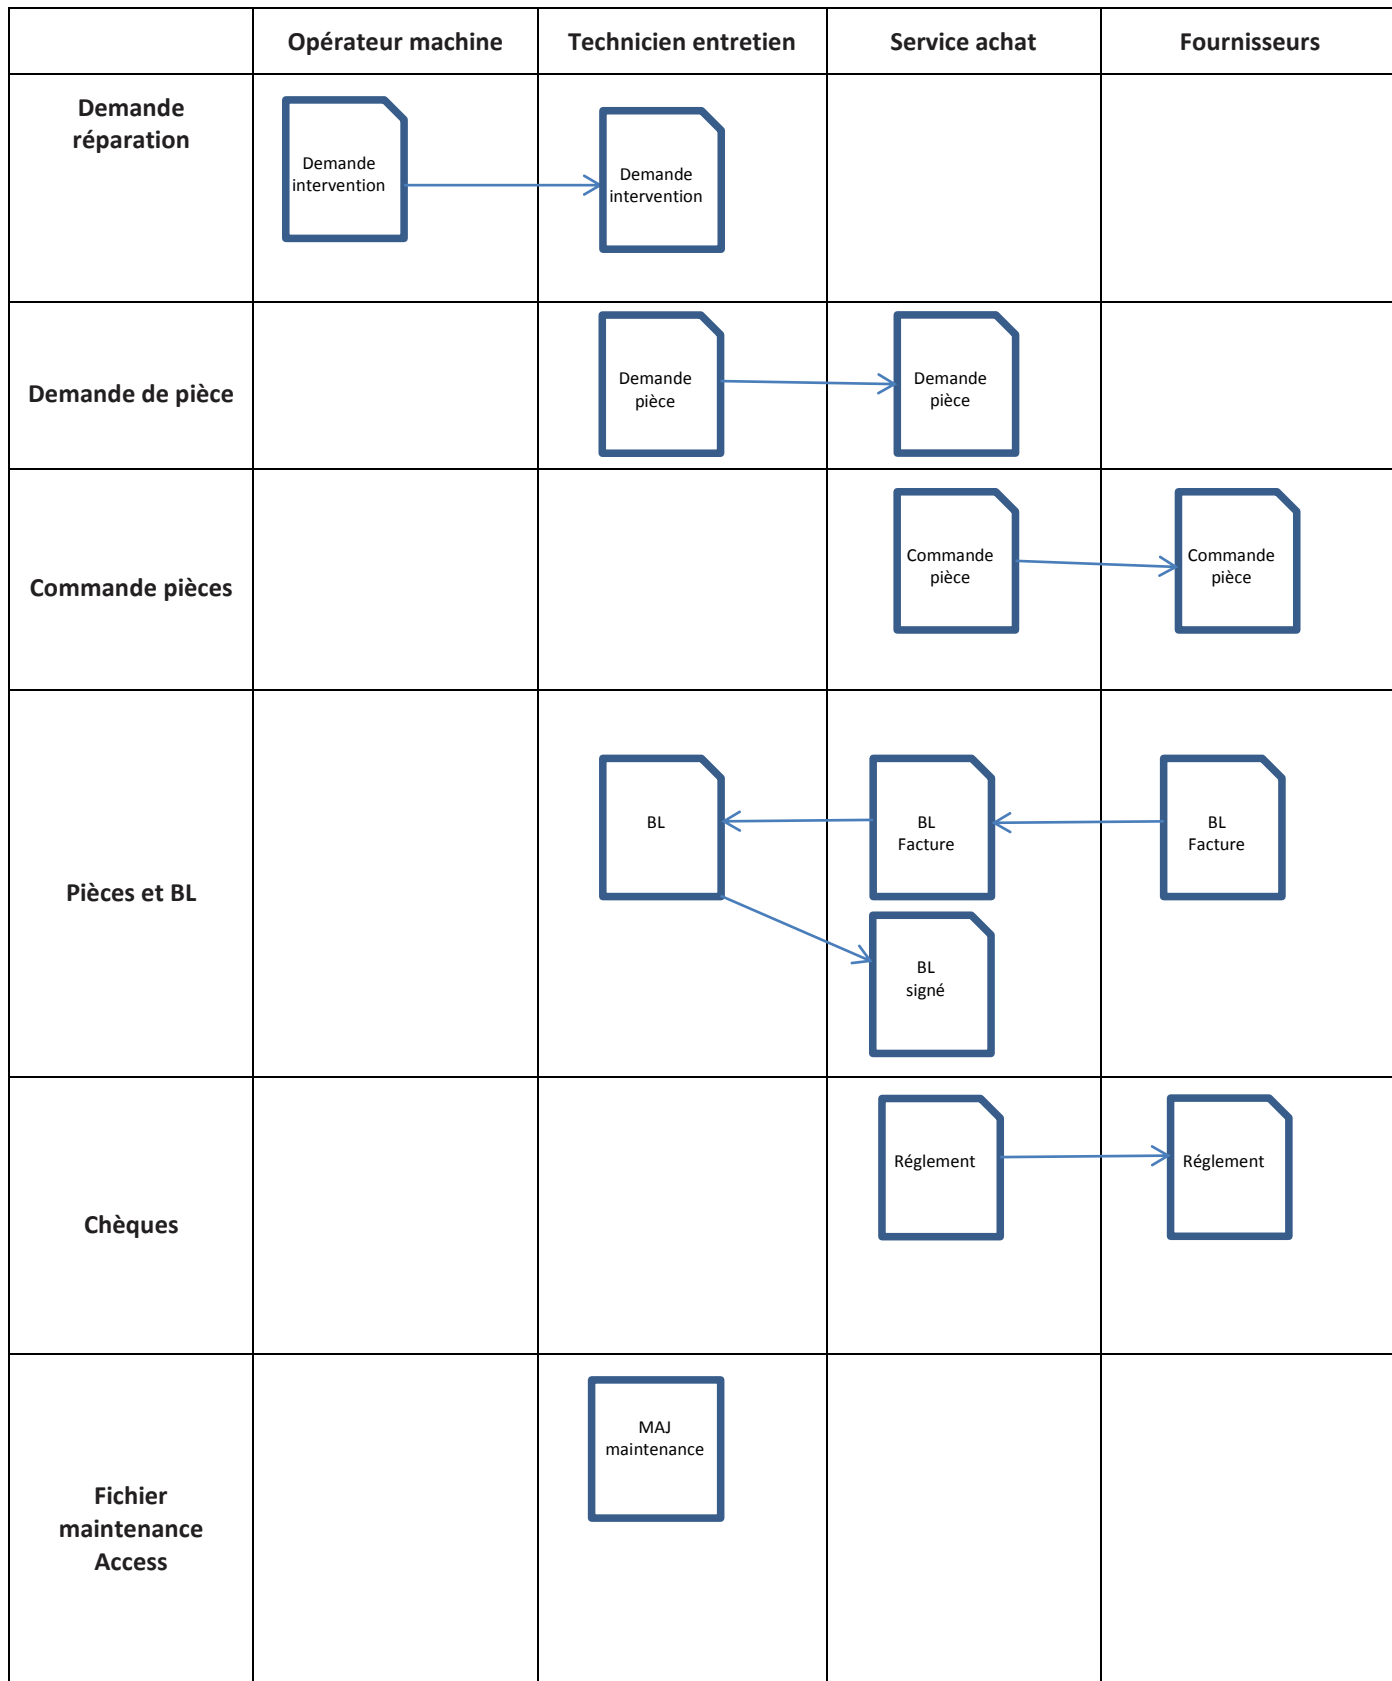 Opérateur machine
Technicien entretien
Service achat
Fournisseurs
Demande
réparation
Demande
intervention
Demande
intervention
Demande de pièce
Demande
pièce
Demande
pièce
Commande pièces
Commande
pièce
Commande
pièce
Pièces et BL
BL
BL
Facture
BL
Facture
BL
signé
Chèques
Réglement
Réglement
Fichier
maintenance
Access
MAJ
maintenance